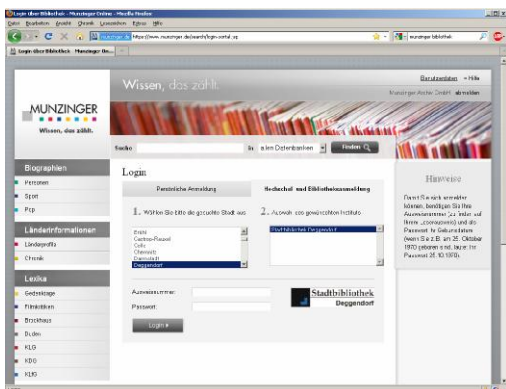 Login über Bibliothek - Munzinger Online - Mozilla Firefox
Datei Bearbeiten Ansicht Chronik Lesezeichen Extras Hilfe
munzinger bibliothek
Login über Bibliothek - Munzinger On...
Wissen, das zählt.
Benutzerdaten
Hilfe
Munzinger Archiv GmbH abmelden
MUNZINGER
Wissen, das zählt.
Suche
in
allen Datenbanken
Finden
Biographien
Personen
Sport
Pop
Länderinformationen
Länderprofile
Chronik
Lexika
Gedenktage
Filmkritiken
Brockhaus
Duden
KLG
KDG
KLfG
Login
Persönliche Anmeldung
Hochschul- und Bibliotheksanmeldung
1. Wählen Sie bitte die gesuchte Stadt aus
Castrop-Rauxel
Celle
Chemnitz
Darmstadt
Deggendorf
2. Auswahl des gewünschten Instituts
Stadtbibliothek Deggendorf
Ausweisnummer:
Passwort:
Login
Stadtbibliothek
Deggendorf
Hinweise
Damit Sie sich anmelden
können, benötigen Sie Ihre
Ausweisnummer (zu finden auf
Ihrem Leserausweis) und als
Passwort Ihr Geburtsdatum
(wenn Sie z.B. am 25. Oktober
1970 geboren sind, lautet Ihr
Passwort 25.10.1970).